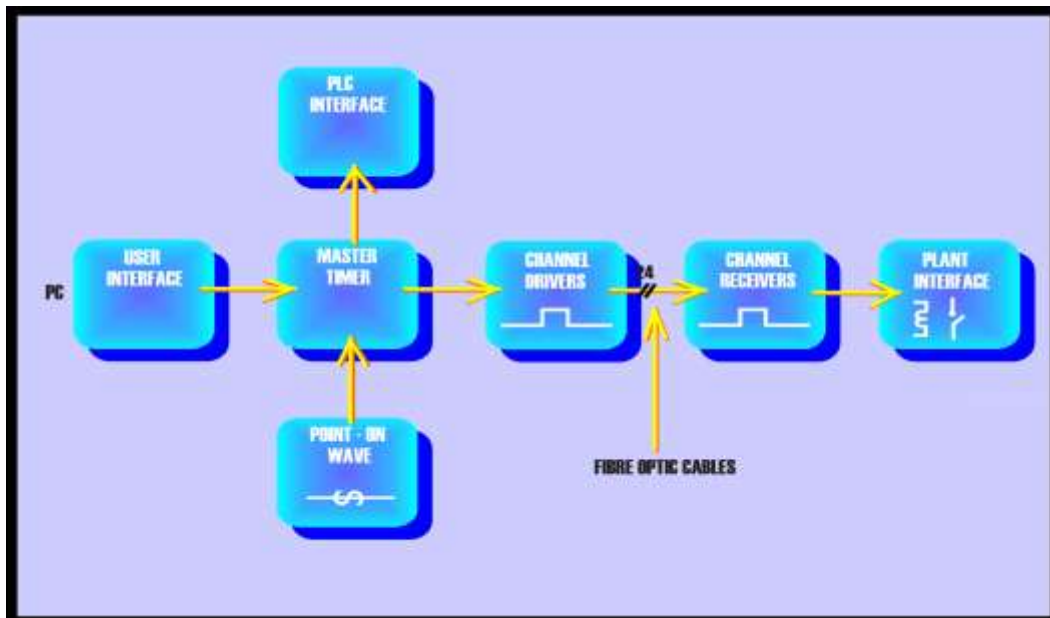 PLC
INTERFACE
PC
USER
INTERFACE
MASTER
TIMER
CHANNEL
DRIVERS
24
CHANNEL
RECEIVERS
PLANT
INTERFACE
POINT - ON
WAVE
FIBRE OPTIC CABLES